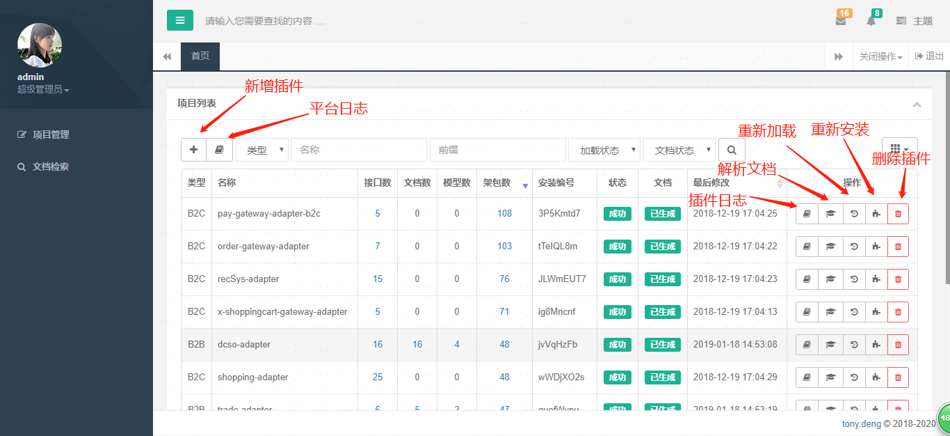 请输入您需要查找的内容 …
16
8
主题
首页
关闭操作
退出
admin
超级管理员
项目管理
文档检索
新增插件
平台日志
重新加载
重新安装
解析文档
删除插件
插件日志
项目列表
类型 名称 前缀 加载状态 文档状态
类型 名称 接口数 文档数 模型数 架包数 安装编号 状态 文档 最后修改 操作
B2C pay-gateway-adapter-b2c 5 0 0 108 3P5Kmtd7 成功 已生成 2018-12-19 17:04:25
B2C order-gateway-adapter 7 0 0 103 tTeIQL8m 成功 已生成 2018-12-19 17:04:22
B2C recSys-adapter 15 0 0 76 JLWmEUT7 成功 已生成 2018-12-19 17:04:23
B2C x-shoppingcart-gateway-adapter 5 0 0 71 ig8Mncnf 成功 已生成 2018-12-19 17:04:13
B2B dcso-adapter 16 16 4 48 jvVqHzFb 成功 已生成 2019-01-18 14:53:08
B2C shopping-adapter 25 0 0 48 wWDjXO2s 成功 已生成 2018-12-19 17:04:29
B2B trade-adapter 6 5 2 47 成功 已生成 2019-01-18 14:53:19
tony.deng © 2018-2020
48